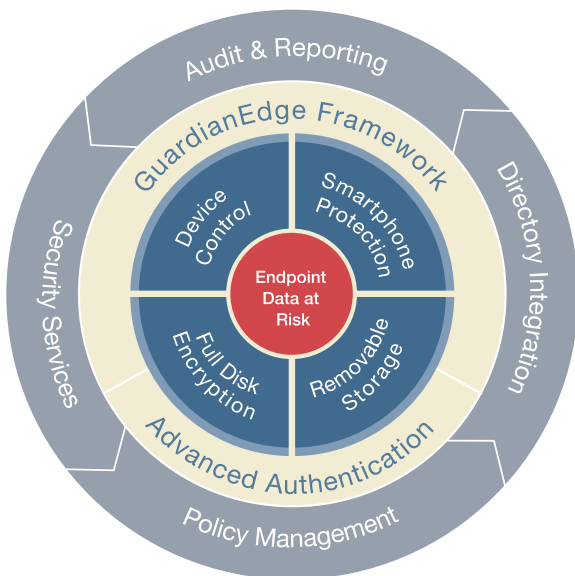 Audit & Reporting
GuardianEdge Framework
Device
Control
Smartphone
Protection
Security Services
Directory Integration
Endpoint
Data at
Risk
Full Disk
Encryption
Removable
Storage
Advanced Authentication
Policy Management